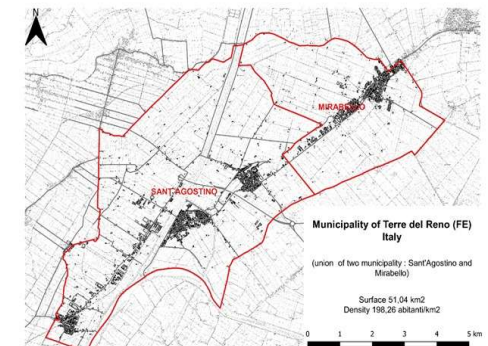 N
MIRABELLO
SANT'AGOSTINO
Municipality of Terre del Reno (FE)
Italy
(union of two municipality : Sant'Agostino and
Mirabello)
Surface 51,04 km2
Density 198,26 abitanti/km2
0 1 2 3 4 5 km